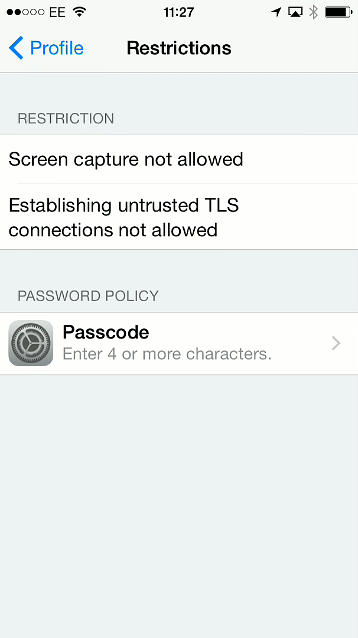 EE 11:27
Profile Restrictions
RESTRICTION
Screen capture not allowed
Establishing untrusted TLS
connections not allowed
PASSWORD POLICY
Passcode
Enter 4 or more characters.